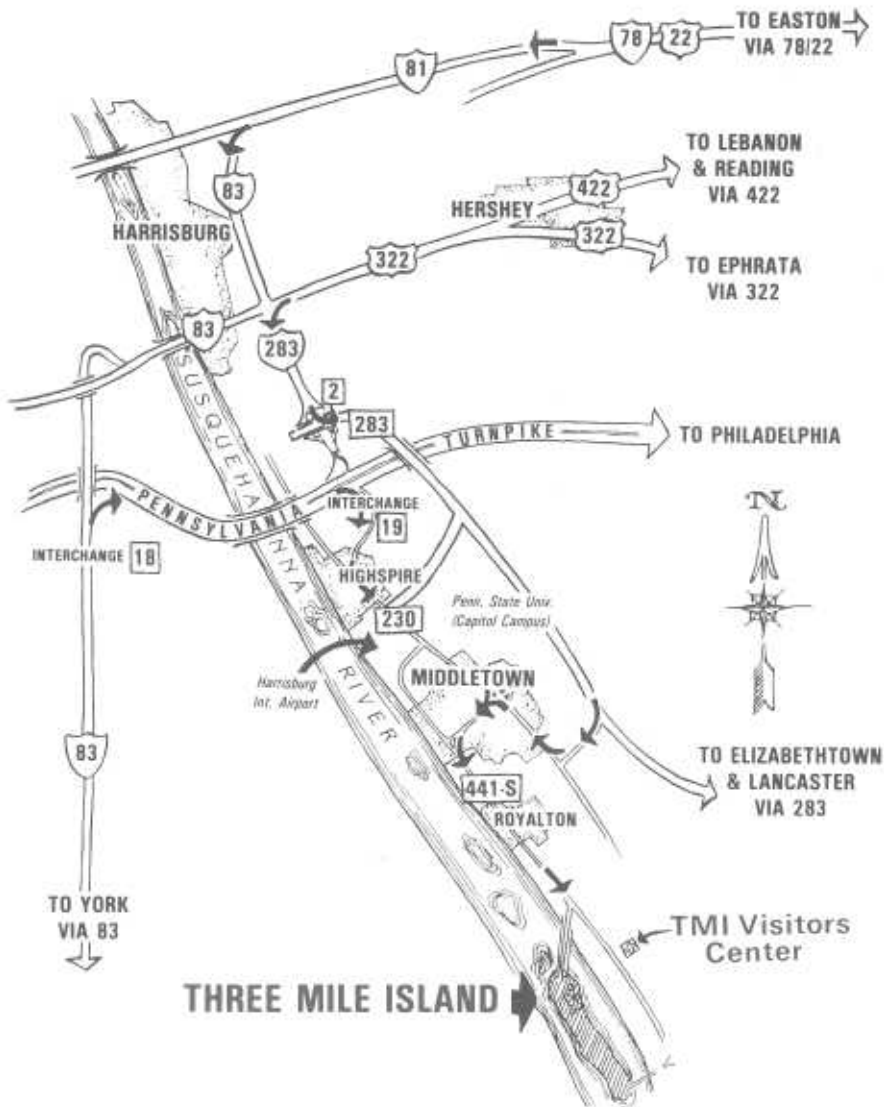 TO EASTON
VIA 78/22
78
22
81
TO LEBANON
& READING
VIA 422
422
83
HERSHEY
HARRISBURG
322
322
TO EPHRATA
VIA 322
83
283
2
283
SUSQUEHANNA RIVER
TURNPIKE
TO PHILADELPHIA
PENNSYLVANIA
INTERCHANGE
19
N
INTERCHANGE 18
HIGHSPIRE
230
Penn. State Univ.
(Capitol Campus)
MIDDLETOWN
Harrisburg
Int. Airport
83
TO ELIZABETHTOWN
& LANCASTER
VIA 283
441-S
ROYALTON
TO YORK
VIA 83
TMI Visitors
Center
THREE MILE ISLAND